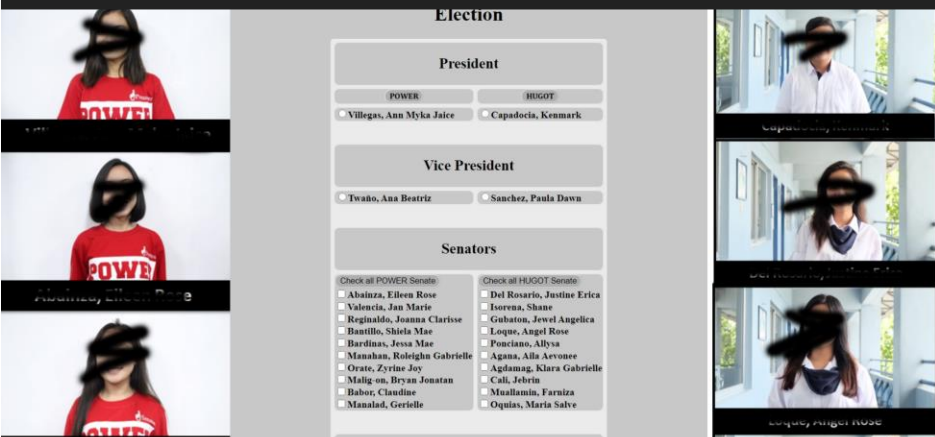 Election
President
POWER HUGOT
Villegas, Ann Myka Jaice Capadocia, Kenmark
Vice President
Twaño, Ana Beatriz Sanchez, Paula Dawn
Senators
Check all POWER Senate Check all HUGOT Senate
Abainza, Eileen Rose Del Rosario, Justine Erica
Valencia, Jan Marie Isorena, Shane
Reginaldo, Joanna Clarisse Gubaton, Jewel Angelica
Bantillo, Shiela Mae Loque, Angel Rose
Bardinas, Jessa Mae Ponciano, Allysa
Manahan, Roleighn Gabrielle Agana, Aila Aevonee
Orate, Zyrine Joy Agdamag, Klara Gabrielle
Malig-on, Bryan Jonatan Cali, Jebrin
Babor, Claudine Muallamin, Farniza
Manalad, Gerielle Oquias, Maria Salve
POWER
POWER
Abainza, Eileen Rose
Capadocia, Kenmark
Del Rosario, Justine Erica
Loque, Angel Rose